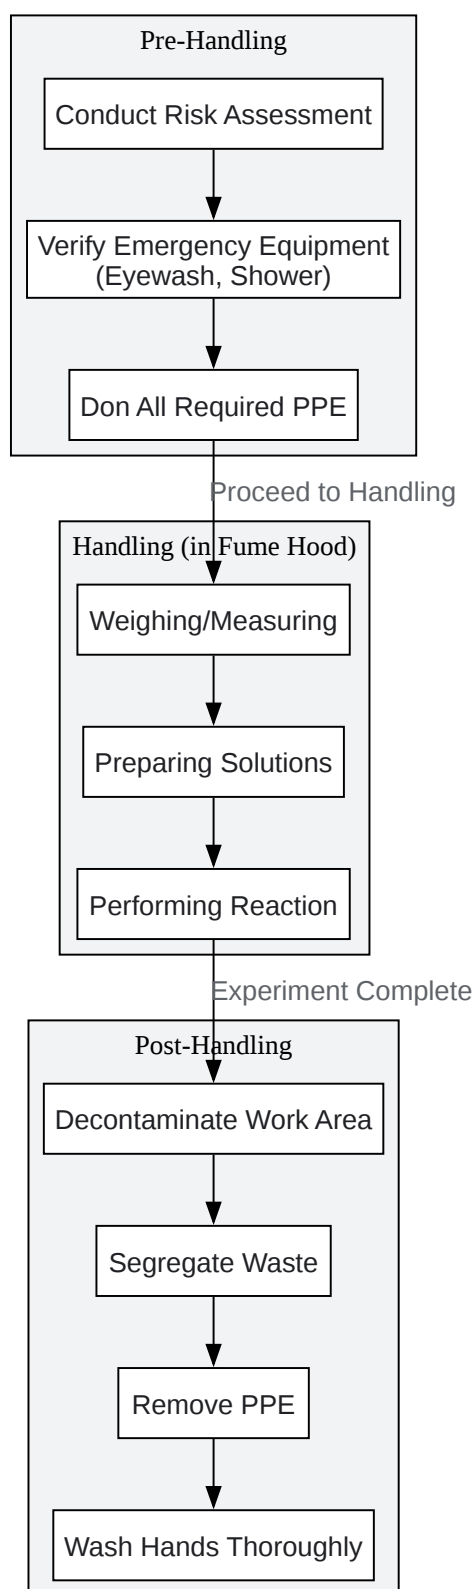 Pre-Handling
Conduct Risk Assessment
Verify Emergency Equipment
(Eyewash, Shower)
Don All Required PPE
Proceed to Handling
Handling (in Fume Hood)
Weighing/Measuring
Preparing Solutions
Performing Reaction
Experiment Complete
Post-Handling
Decontaminate Work Area
Segregate Waste
Remove PPE
Wash Hands Thoroughly